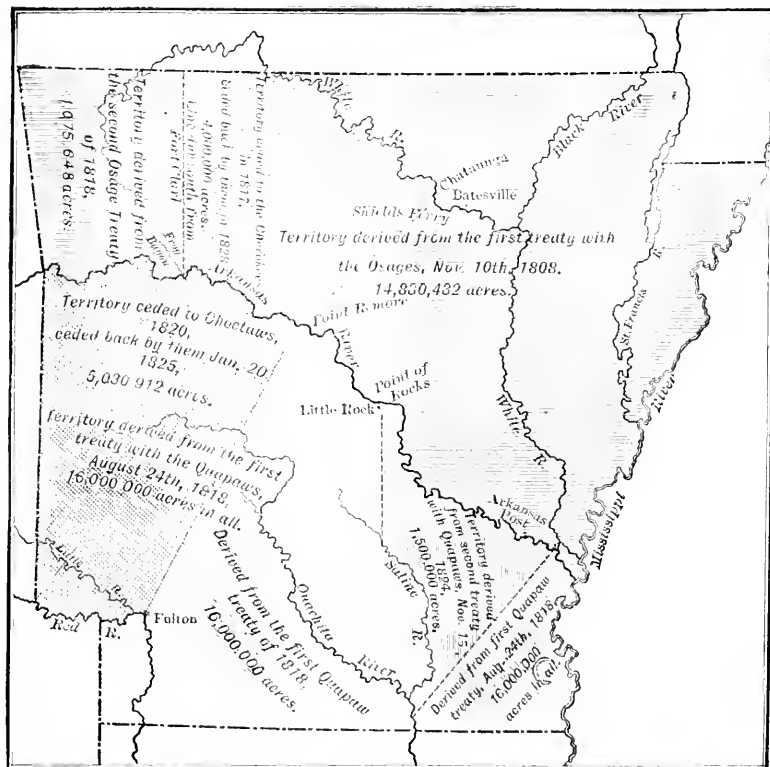 Territory derived from
the second Osage Treaty
of 1818,
1,975,648 acres.
Territory ceded to the Cherokees
in 1817,
ceded back by them in 1828
4,000,000 acres.
Line run south from
Fort Clark
White
R.
Black
River
Chataunga
Batesville
Shields Ferry
Territory derived from the first treaty with
the Osages, Nov. 10th, 1808.
14,830,432 acres.
Arkansas
River
Point Remore
Point of
Rocks
Little Rock
St. Francis
R.
White
R.
Mississippi
River
Arkansas
Post
Territory ceded to Choctaws,
1820,
ceded back by them Jan. 20
1825,
5,030 912 acres.
Territory derived from the first
treaty with the Quapaws,
August 24th, 1818,
16,000,000 acres in all.
Little
R.
Red
R.
Fulton
Derived from the first Quapaw
treaty of 1818,
16,000,000 acres.
Ouachita
River
Saline
R.
Territory derived
from second treaty
with Quapaws, Nov. 15
1824,
1,500,000 acres,
Derived from first Quapaw
treaty, Aug. 24th, 1818,
16,000,000
acres in all.